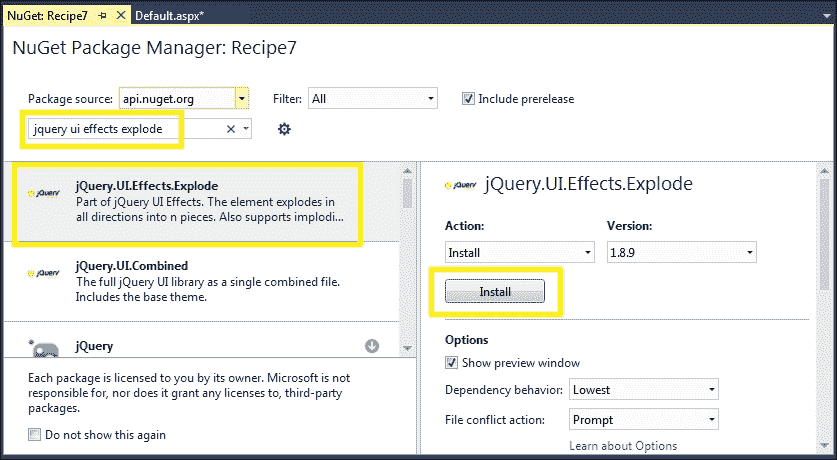 NuGet: Recipe7 Default.aspx*
NuGet Package Manager: Recipe7
Package source: api.nuget.org Filter: All Include prerelease
jquery ui effects explode
jQuery
jQuery.UI.Effects.Explode
Part of jQuery UI Effects. The element explodes in
all directions into n pieces. Also supports implodi...
jQuery
jQuery.UI.Combined
The full jQuery UI library as a single combined file.
Includes the base theme.
jQuery
Each package is licensed to you by its owner. Microsoft is not
responsible for, nor does it grant any licenses to, third-party
packages.
Do not show this again
jQuery
jQuery.UI.Effects.Explode
Action: Version:
Install 1.8.9
Install
Options
Show preview window
Dependency behavior: Lowest
File conflict action: Prompt
Learn about Options